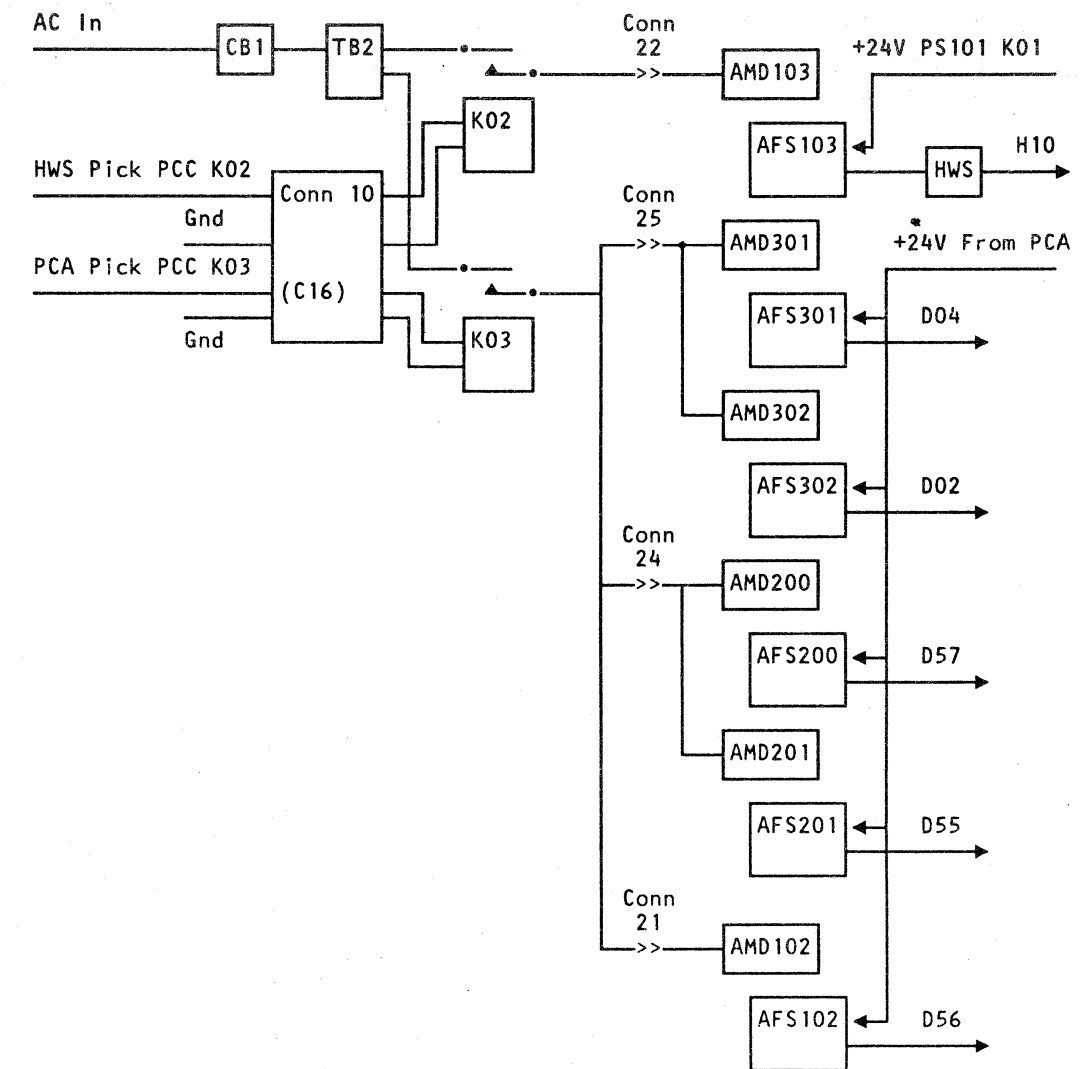 AC In
CB1
TB2
Conn
22
AMD103
+24V PS101 K01
K02
AFS103
HWS
H10
HWS Pick PCC K02
Conn 10
Gnd
PCA Pick PCC K03
(C16)
Gnd
K03
Conn
25
AMD301
*
+24V From PCA
AFS301
D04
AMD302
AFS302
D02
Conn
24
AMD200
AFS200
D57
AMD201
AFS201
D55
Conn
21
AMD102
AFS102
D56